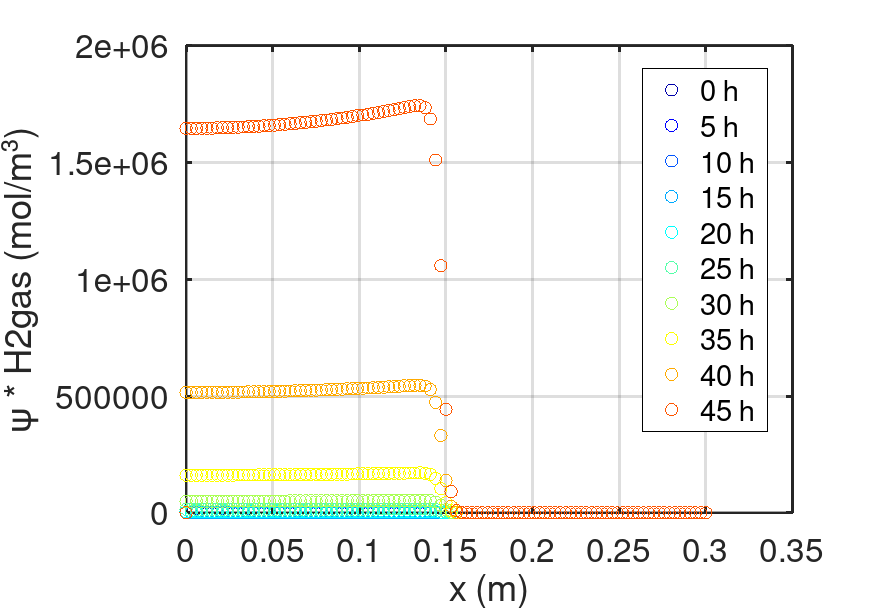 2e+06
1.5e+06
1e+06
500000
0
ψ * H2gas (mol/m³)
0 h
5 h
10 h
15 h
20 h
25 h
30 h
35 h
40 h
45 h
0 0.05 0.1 0.15 0.2 0.25 0.3 0.35
x (m)